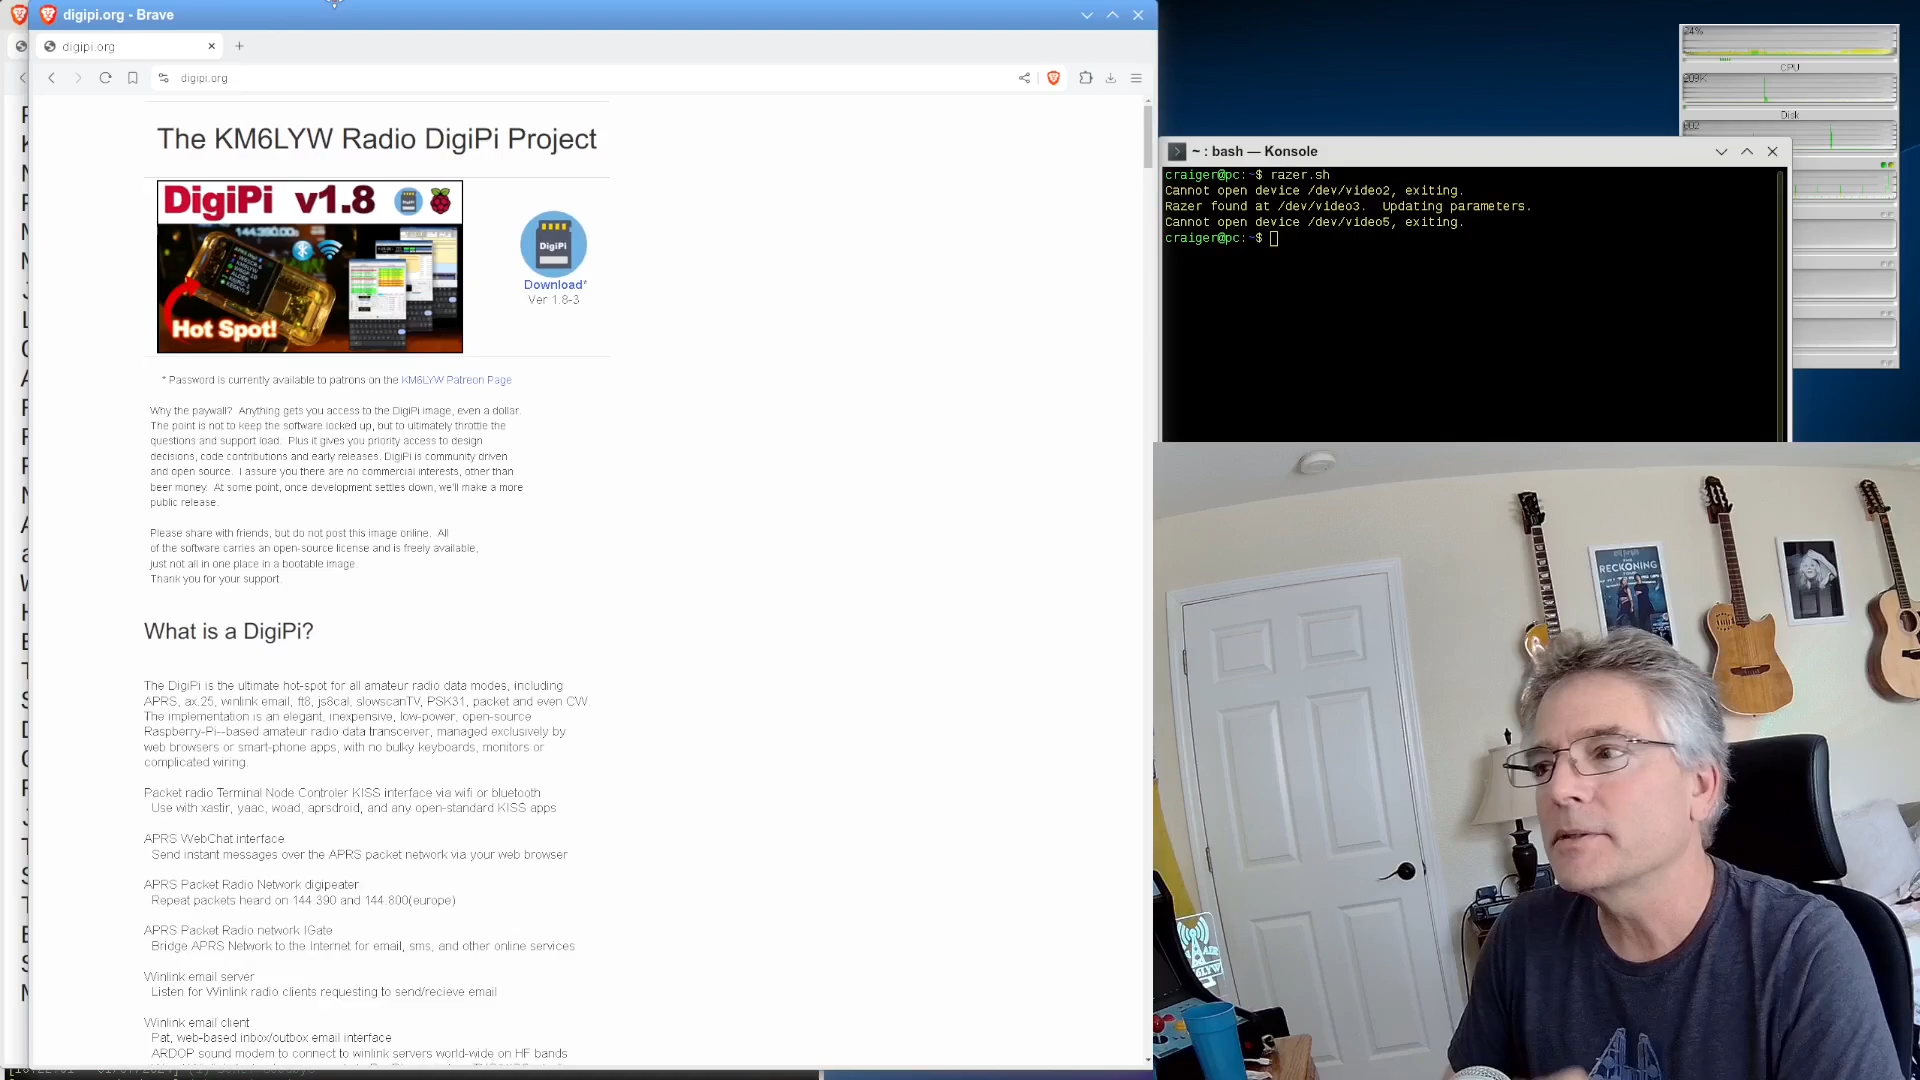 digipi.org - Brave
digipi.org
digipi.org
The KM6LYW Radio DigiPi Project
DigiPi v1.8
144.390.00
Hot Spot!
DigiPi
Download*
Ver 1.8-3
* Password is currently available to patrons on the KM6LYW Patreon Page
Why the paywall? Anything gets you access to the DigiPi image, even a dollar.
The point is not to keep the software locked up, but to ultimately throttle the
questions and support load. Plus it gives you priority access to design
decisions, code contributions and early releases. DigiPi is community driven
and open source. I assure you there are no commercial interests, other than
beer money. At some point, once development settles down, we'll make a more
public release.
Please share with friends, but do not post this image online. All
of the software carries an open-source license and is freely available,
just not all in one place in a bootable image.
Thank you for your support.
What is a DigiPi?
The DigiPi is the ultimate hot-spot for all amateur radio data modes, including
APRS, ax.25, winlink email, ft8, js8cal, slowscanTV, PSK31, packet and even CW.
The implementation is an elegant, inexpensive, low-power, open-source
Raspberry-Pi--based amateur radio data transceiver, managed exclusively by
web browsers or smart-phone apps, with no bulky keyboards, monitors or
complicated wiring.
Packet radio Terminal Node Controler KISS interface via wifi or bluetooth
Use with xastir, yaac, woad, aprsdroid, and any open-standard KISS apps
APRS WebChat interface
Send instant messages over the APRS packet network via your web browser
APRS Packet Radio Network digipeater
Repeat packets heard on 144.390 and 144.800(europe)
APRS Packet Radio network IGate
Bridge APRS Network to the Internet for email, sms, and other online services
Winlink email server
Listen for Winlink radio clients requesting to send/recieve email
Winlink email client
Pat, web-based inbox/outbox email interface
ARDOP sound modem to connect to winlink servers world-wide on HF bands
~ : bash — Konsole
craiger@pc:~$ razer.sh
Cannot open device /dev/video2, exiting.
Razer found at /dev/video3.  Updating parameters.
Cannot open device /dev/video5, exiting.
craiger@pc:~$
CPU
Disk
RECKONING
KM6LYW